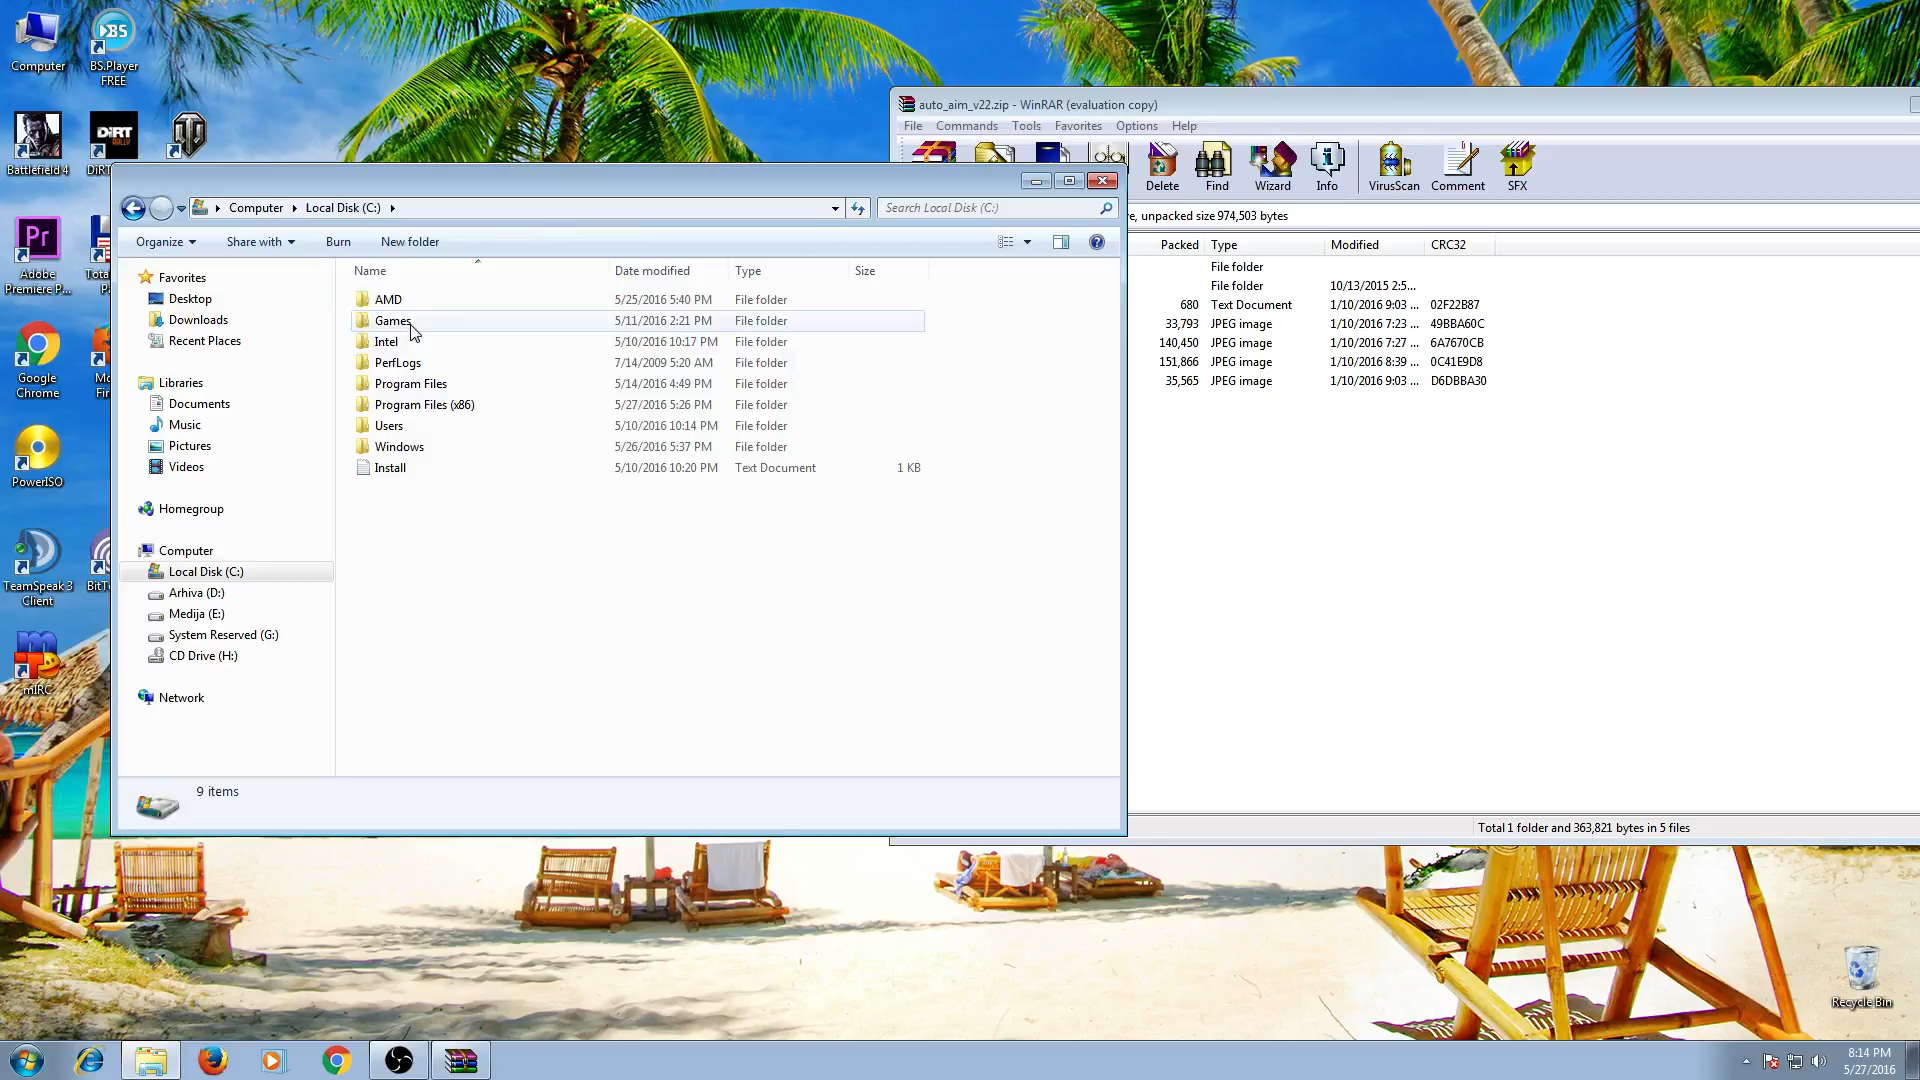 Computer
BS.Player
FREE
Battlefield 4
DiRT
Adobe
Premiere P...
Google
Chrome
PowerISO
TeamSpeak 3
Client
mIRC
auto_aim_v22.zip - WinRAR (evaluation copy)
File Commands Tools Favorites Options Help
Delete Find Wizard Info VirusScan Comment SFX
unpacked size 974,503 bytes
Packed Type Modified CRC32
File folder
File folder 10/13/2015 2:5...
680 Text Document 1/10/2016 9:03 ... 02F22B87
33,793 JPEG image 1/10/2016 7:23 ... 49BBA60C
140,450 JPEG image 1/10/2016 7:27 ... 6A7670CB
151,866 JPEG image 1/10/2016 8:39 ... 0C41E9D8
35,565 JPEG image 1/10/2016 9:03 ... D6DBBA30
Total 1 folder and 363,821 bytes in 5 files
Computer Local Disk (C:)
Search Local Disk (C:)
Organize Share with Burn New folder
Favorites
Desktop
Downloads
Recent Places
Libraries
Documents
Music
Pictures
Videos
Homegroup
Computer
Local Disk (C:)
Arhiva (D:)
Medija (E:)
System Reserved (G:)
CD Drive (H:)
Network
Name Date modified Type Size
AMD 5/25/2016 5:40 PM File folder
Games 5/11/2016 2:21 PM File folder
Intel 5/10/2016 10:17 PM File folder
PerfLogs 7/14/2009 5:20 AM File folder
Program Files 5/14/2016 4:49 PM File folder
Program Files (x86) 5/27/2016 5:26 PM File folder
Users 5/10/2016 10:14 PM File folder
Windows 5/26/2016 5:37 PM File folder
Install 5/10/2016 10:20 PM Text Document 1 KB
9 items
Recycle Bin
8:14 PM
5/27/2016